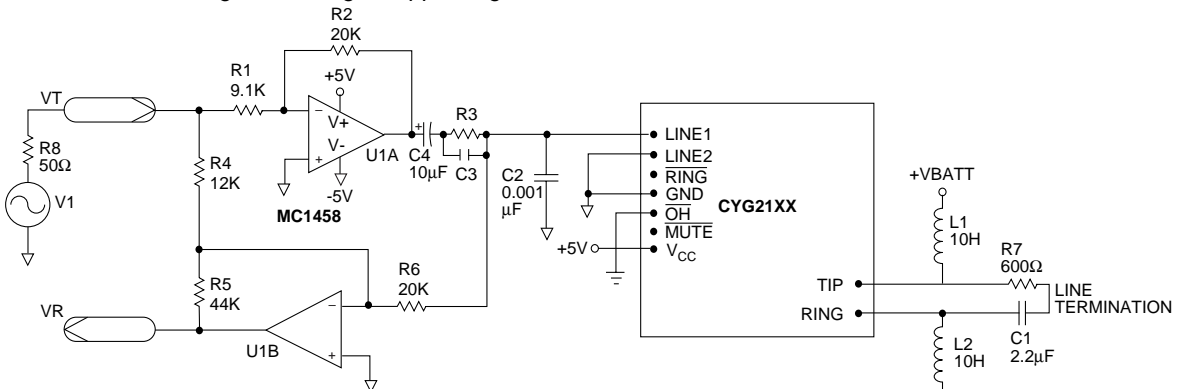 R2
20K
R1
9.1K
+5V
VT
R3
V+
V-
U1A
C4
10µF
C3
R8
50Ω
R4
12K
-5V
MC1458
V1
C2
0.001
µF
LINE1
LINE2
RING
GND
OH
MUTE
VCC
CYG21XX
+5V
+VBATT
L1
10H
R7
600Ω
TIP
RING
LINE
TERMINATION
C1
2.2µF
L2
10H
R5
44K
R6
20K
VR
U1B